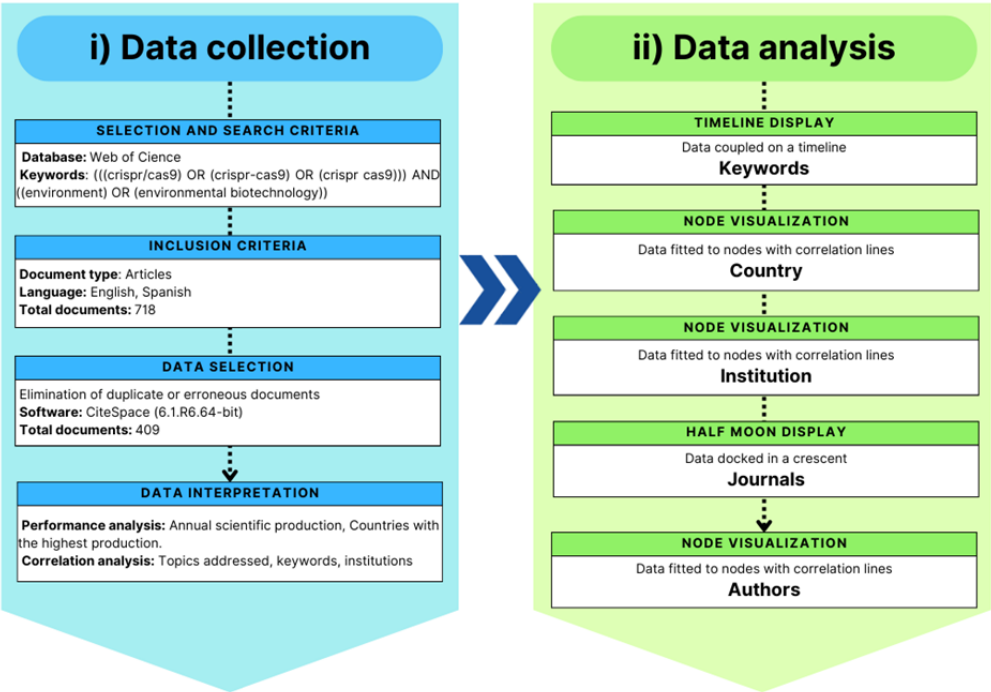 i) Data collection
SELECTION AND SEARCH CRITERIA
Database: Web of Cience
Keywords: (((crispr/cas9) OR (crispr-cas9) OR (crispr cas9))) AND
((environment) OR (environmental biotechnology))
INCLUSION CRITERIA
Document type: Articles
Language: English, Spanish
Total documents: 718
DATA SELECTION
Elimination of duplicate or erroneous documents
Software: CiteSpace (6.1.R6.64-bit)
Total documents: 409
DATA INTERPRETATION
Performance analysis: Annual scientific production, Countries with
the highest production.
Correlation analysis: Topics addressed, keywords, institutions
ii) Data analysis
TIMELINE DISPLAY
Data coupled on a timeline
Keywords
NODE VISUALIZATION
Data fitted to nodes with correlation lines
Country
NODE VISUALIZATION
Data fitted to nodes with correlation lines
Institution
HALF MOON DISPLAY
Data docked in a crescent
Journals
NODE VISUALIZATION
Data fitted to nodes with correlation lines
Authors